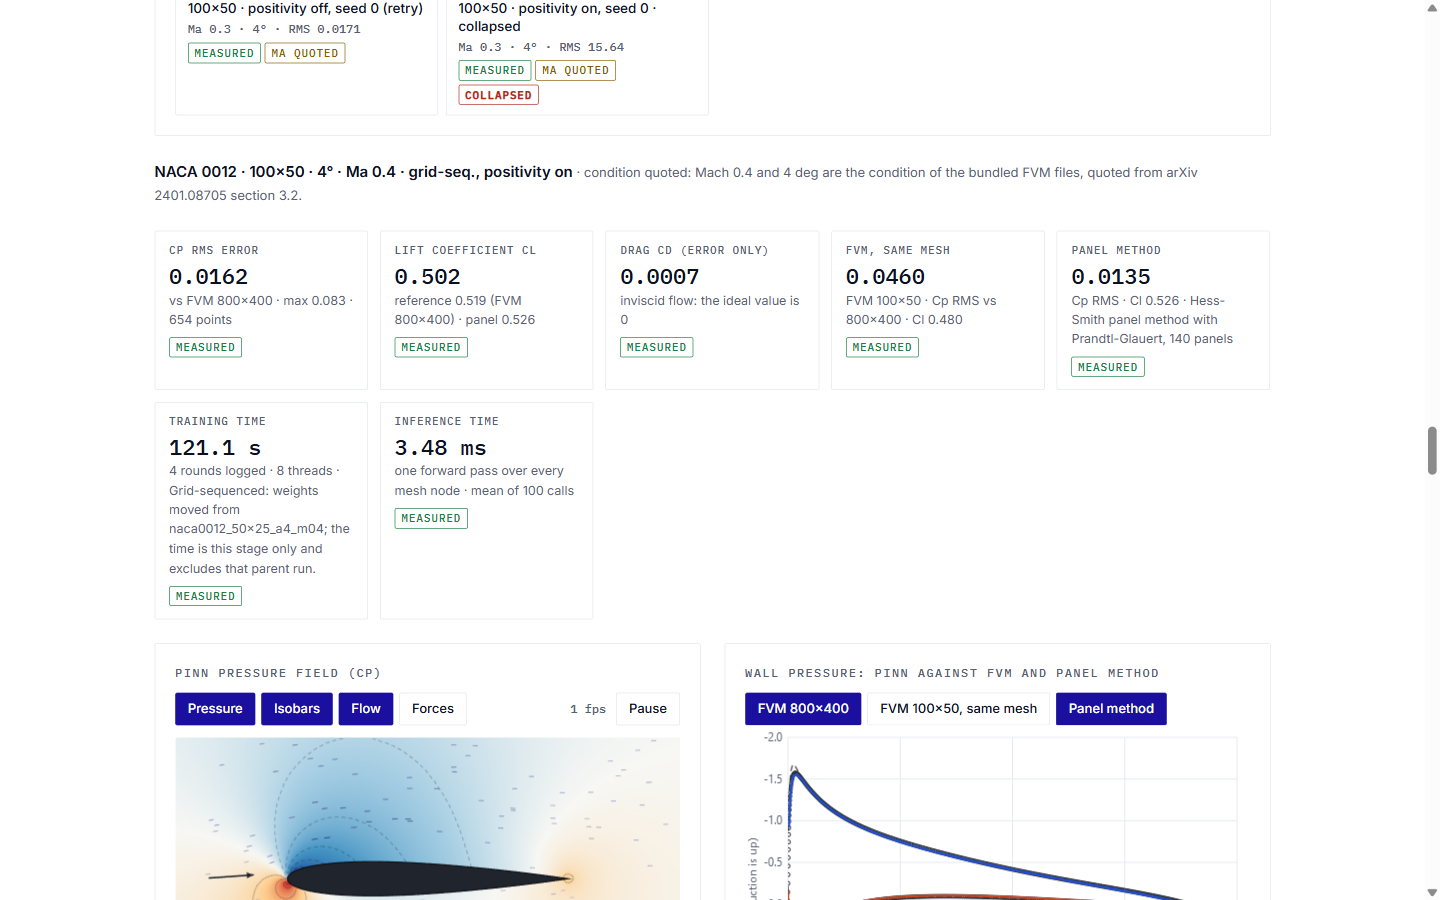 100×50 · positivity off, seed 0 (retry)
Ma 0.3 · 4° · RMS 0.0171
MEASURED
MA QUOTED
100×50 · positivity on, seed 0 ·
collapsed
Ma 0.3 · 4° · RMS 15.64
MEASURED
MA QUOTED
COLLAPSED
NACA 0012 · 100×50 · 4° · Ma 0.4 · grid-seq., positivity on · condition quoted: Mach 0.4 and 4 deg are the condition of the bundled FVM files, quoted from arXiv
2401.08705 section 3.2.
CP RMS ERROR
0.0162
vs FVM 800×400 · max 0.083 ·
654 points
MEASURED
LIFT COEFFICIENT CL
0.502
reference 0.519 (FVM
800×400) · panel 0.526
MEASURED
DRAG CD (ERROR ONLY)
0.0007
inviscid flow: the ideal value is
0
MEASURED
FVM, SAME MESH
0.0460
FVM 100×50 · Cp RMS vs
800×400 · Cl 0.480
MEASURED
PANEL METHOD
0.0135
Cp RMS · Cl 0.526 · Hess-
Smith panel method with
Prandtl-Glauert, 140 panels
MEASURED
TRAINING TIME
121.1 s
4 rounds logged · 8 threads ·
Grid-sequenced: weights
moved from
naca0012_50×25_a4_m04; the
time is this stage only and
excludes that parent run.
MEASURED
INFERENCE TIME
3.48 ms
one forward pass over every
mesh node · mean of 100 calls
MEASURED
PINN PRESSURE FIELD (CP)
Pressure
Isobars
Flow
Forces
1 fps
Pause
WALL PRESSURE: PINN AGAINST FVM AND PANEL METHOD
FVM 800×400
FVM 100×50, same mesh
Panel method
-2.0
-1.5
-1.0
-0.5
uction is up)